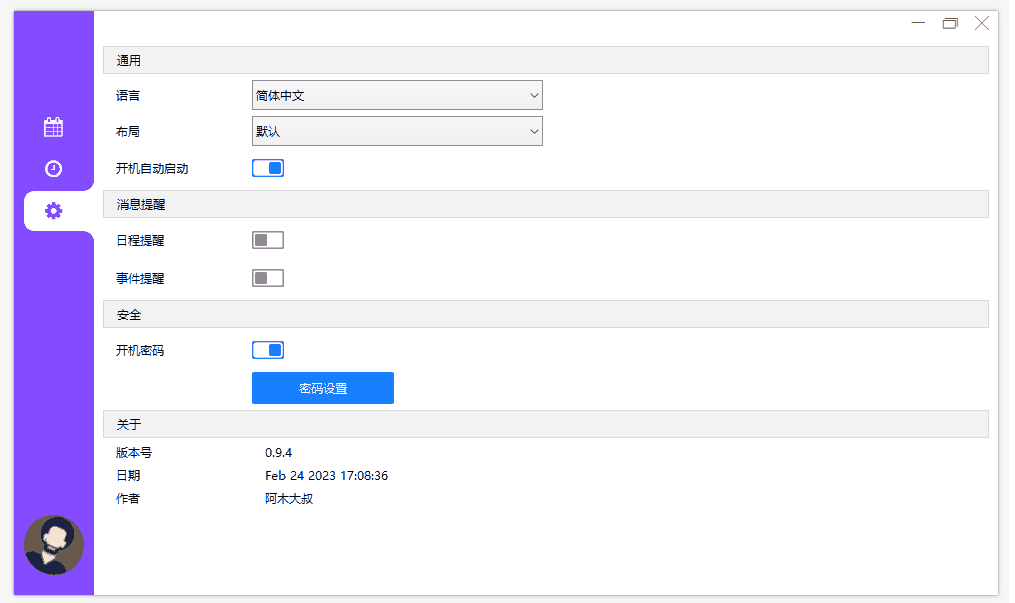 通用
语言 简体中文
布局 默认
开机自动启动
消息提醒
日程提醒
事件提醒
安全
开机密码
密码设置
关于
版本号 0.9.4
日期 Feb 24 2023 17:08:36
作者 阿木大叔